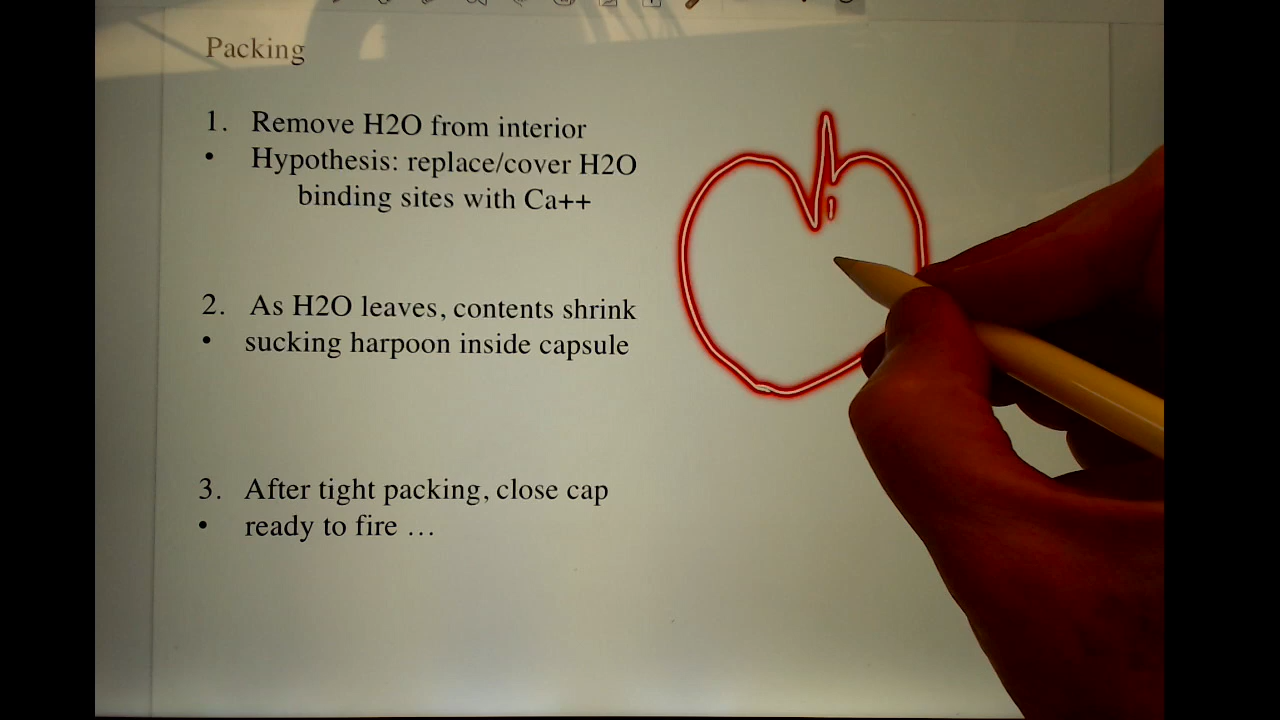 Packing
1. Remove H2O from interior
• Hypothesis: replace/cover H2O
binding sites with Ca++
2. As H2O leaves, contents shrink
• sucking harpoon inside capsule
3. After tight packing, close cap
• ready to fire …